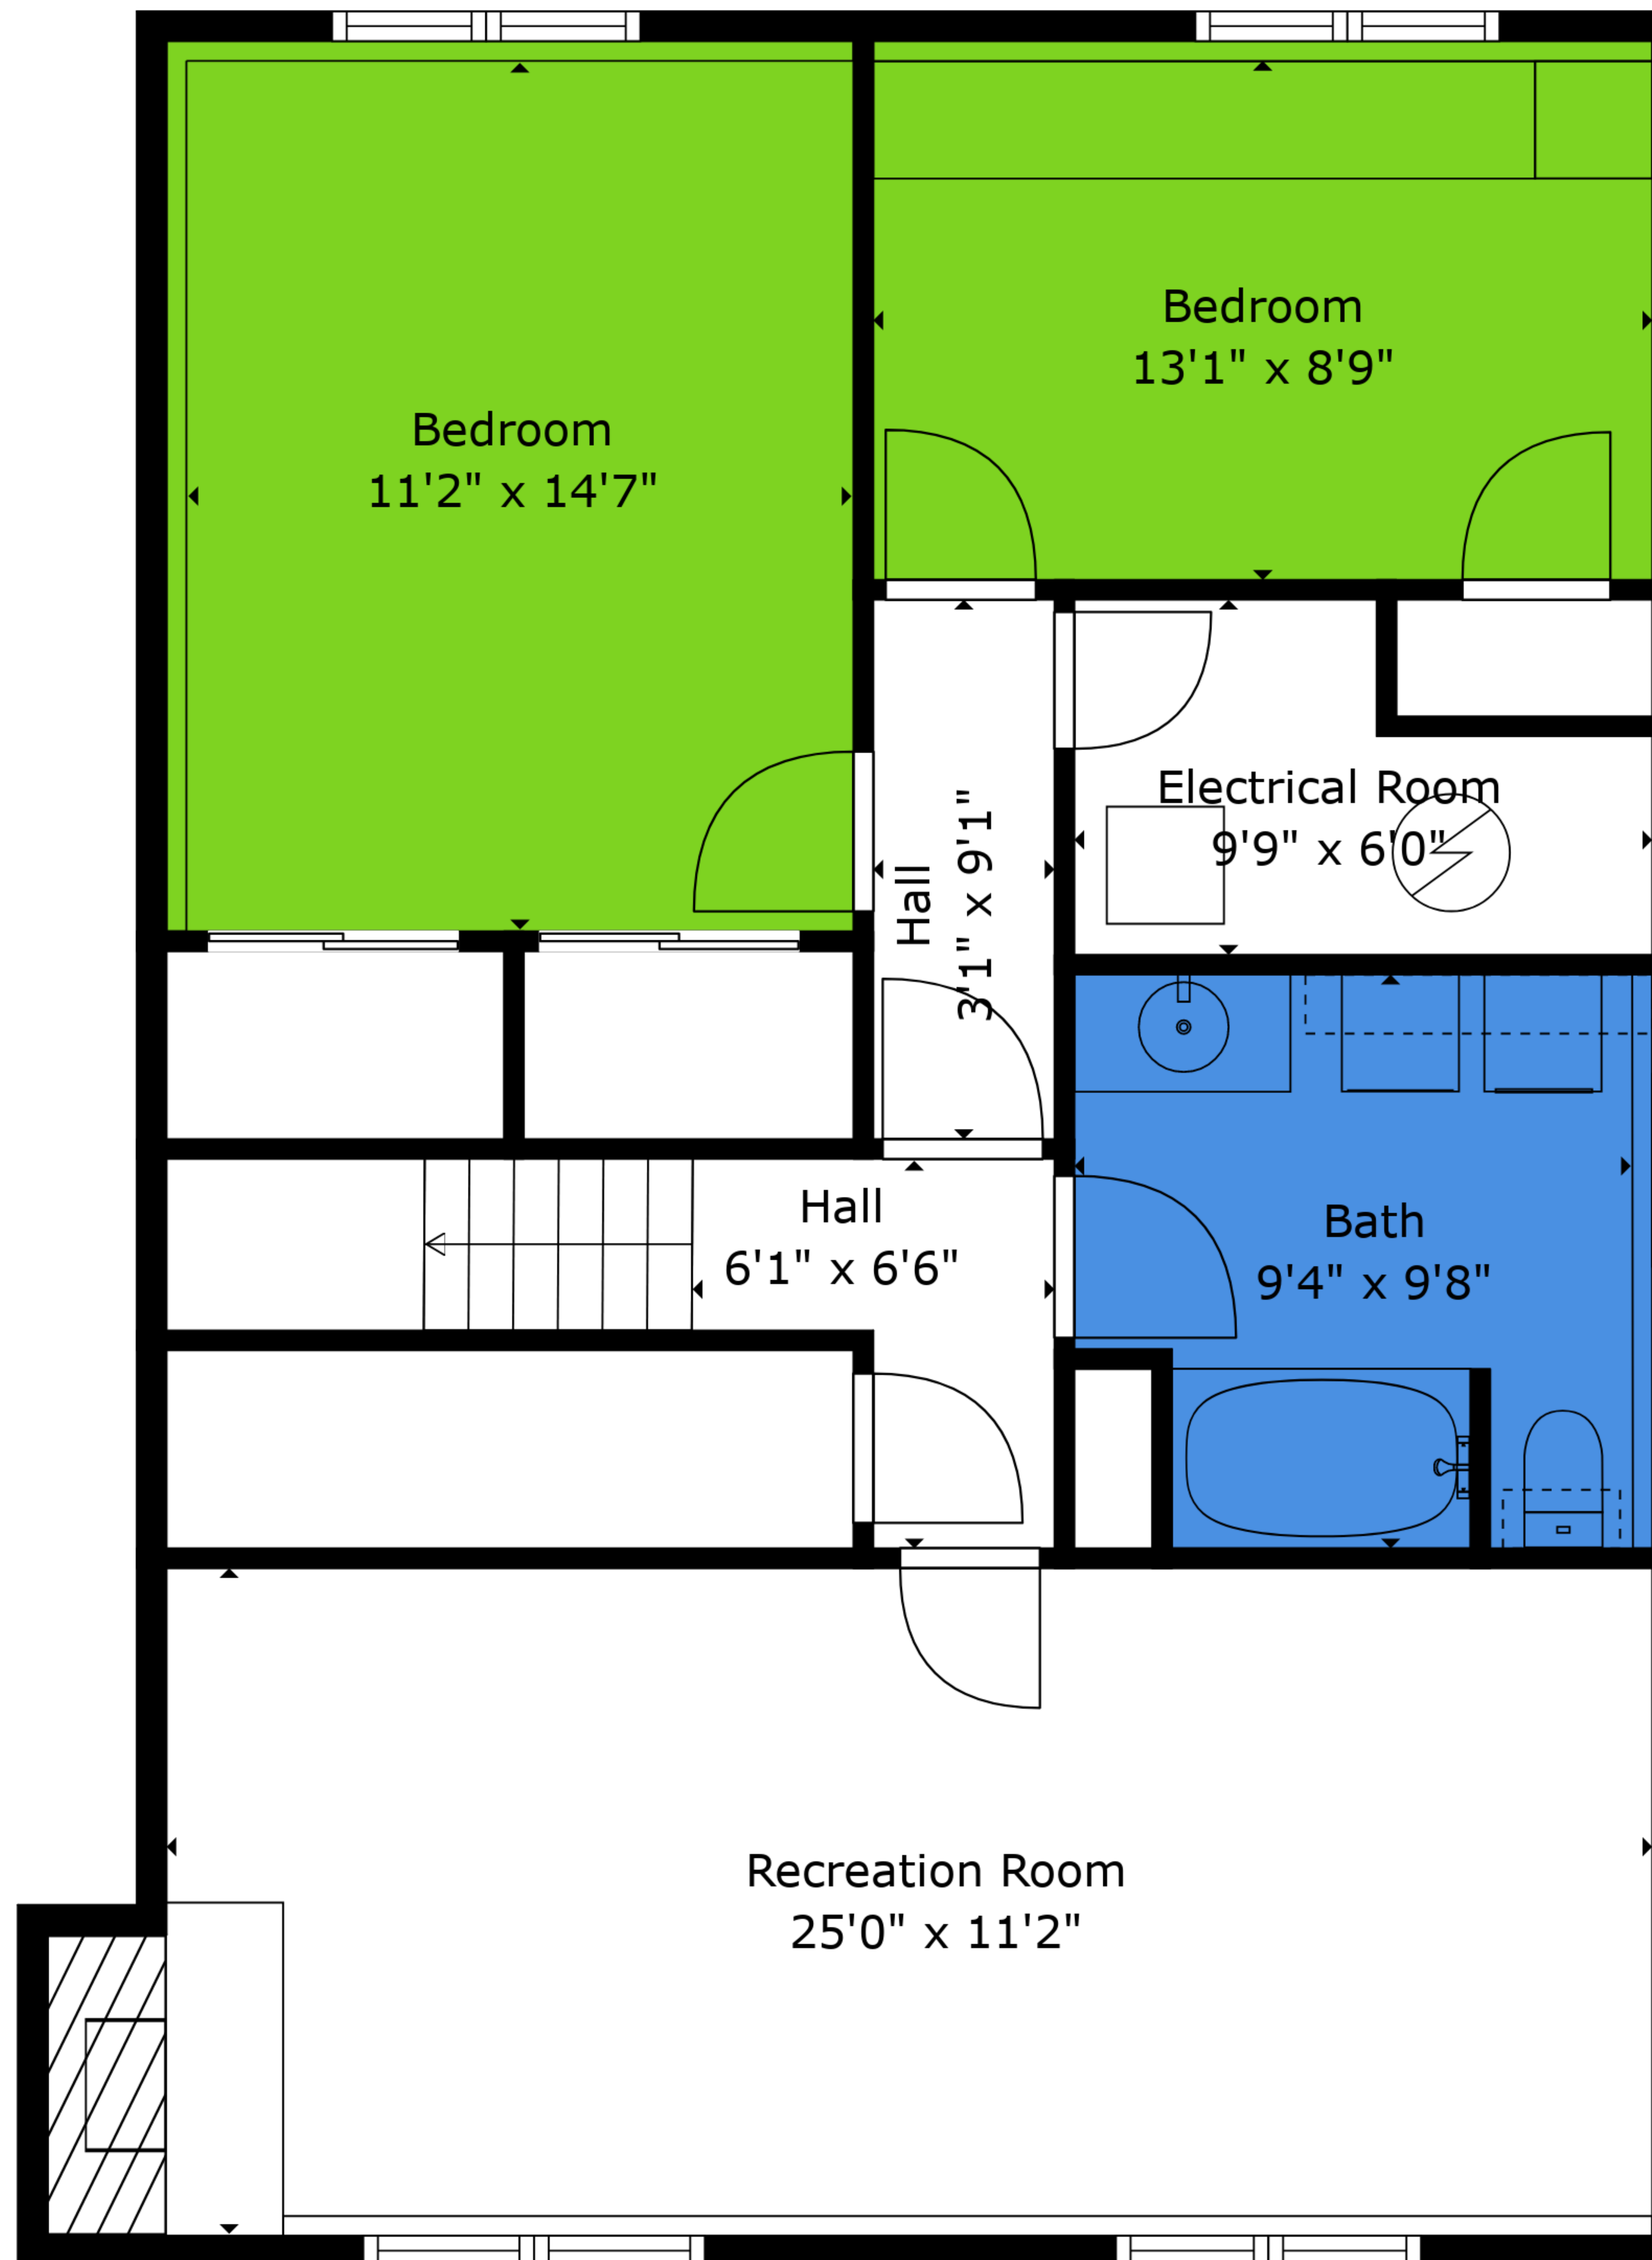 Bedroom
13'1" x 8'9"
Bedroom
11'2" x 14'7"
Electrical Room
9'9" x 6'0"
Hall
3'1" x 9'1"
Hall
6'1" x 6'6"
Bath
9'4" x 9'8"
Recreation Room
25'0" x 11'2"